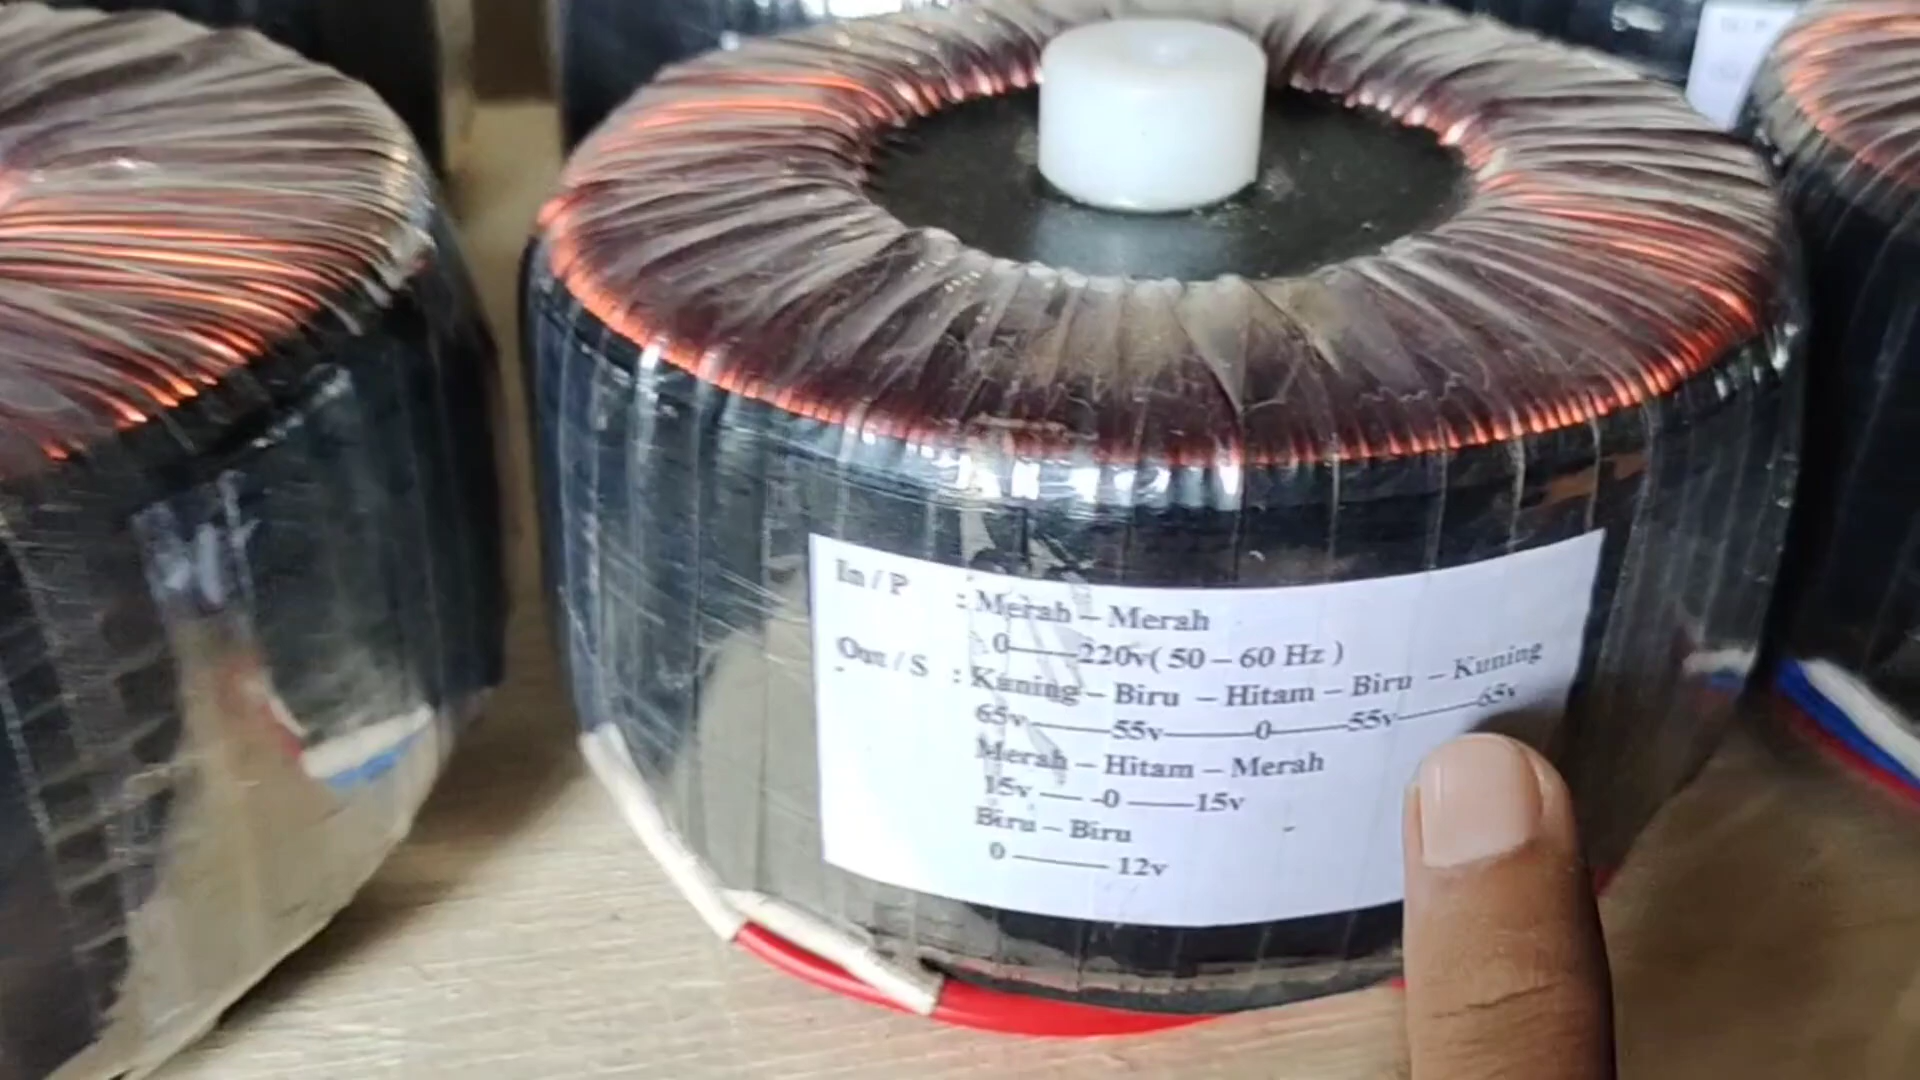 In / P : Merah – Merah
0——220v( 50 – 60 Hz )
Out / S : Kuning – Biru – Hitam – Biru – Kuning
65v——55v——0——55v——65v
Merah – Hitam – Merah
15v — -0 ——15v
Biru – Biru
0 —— 12v